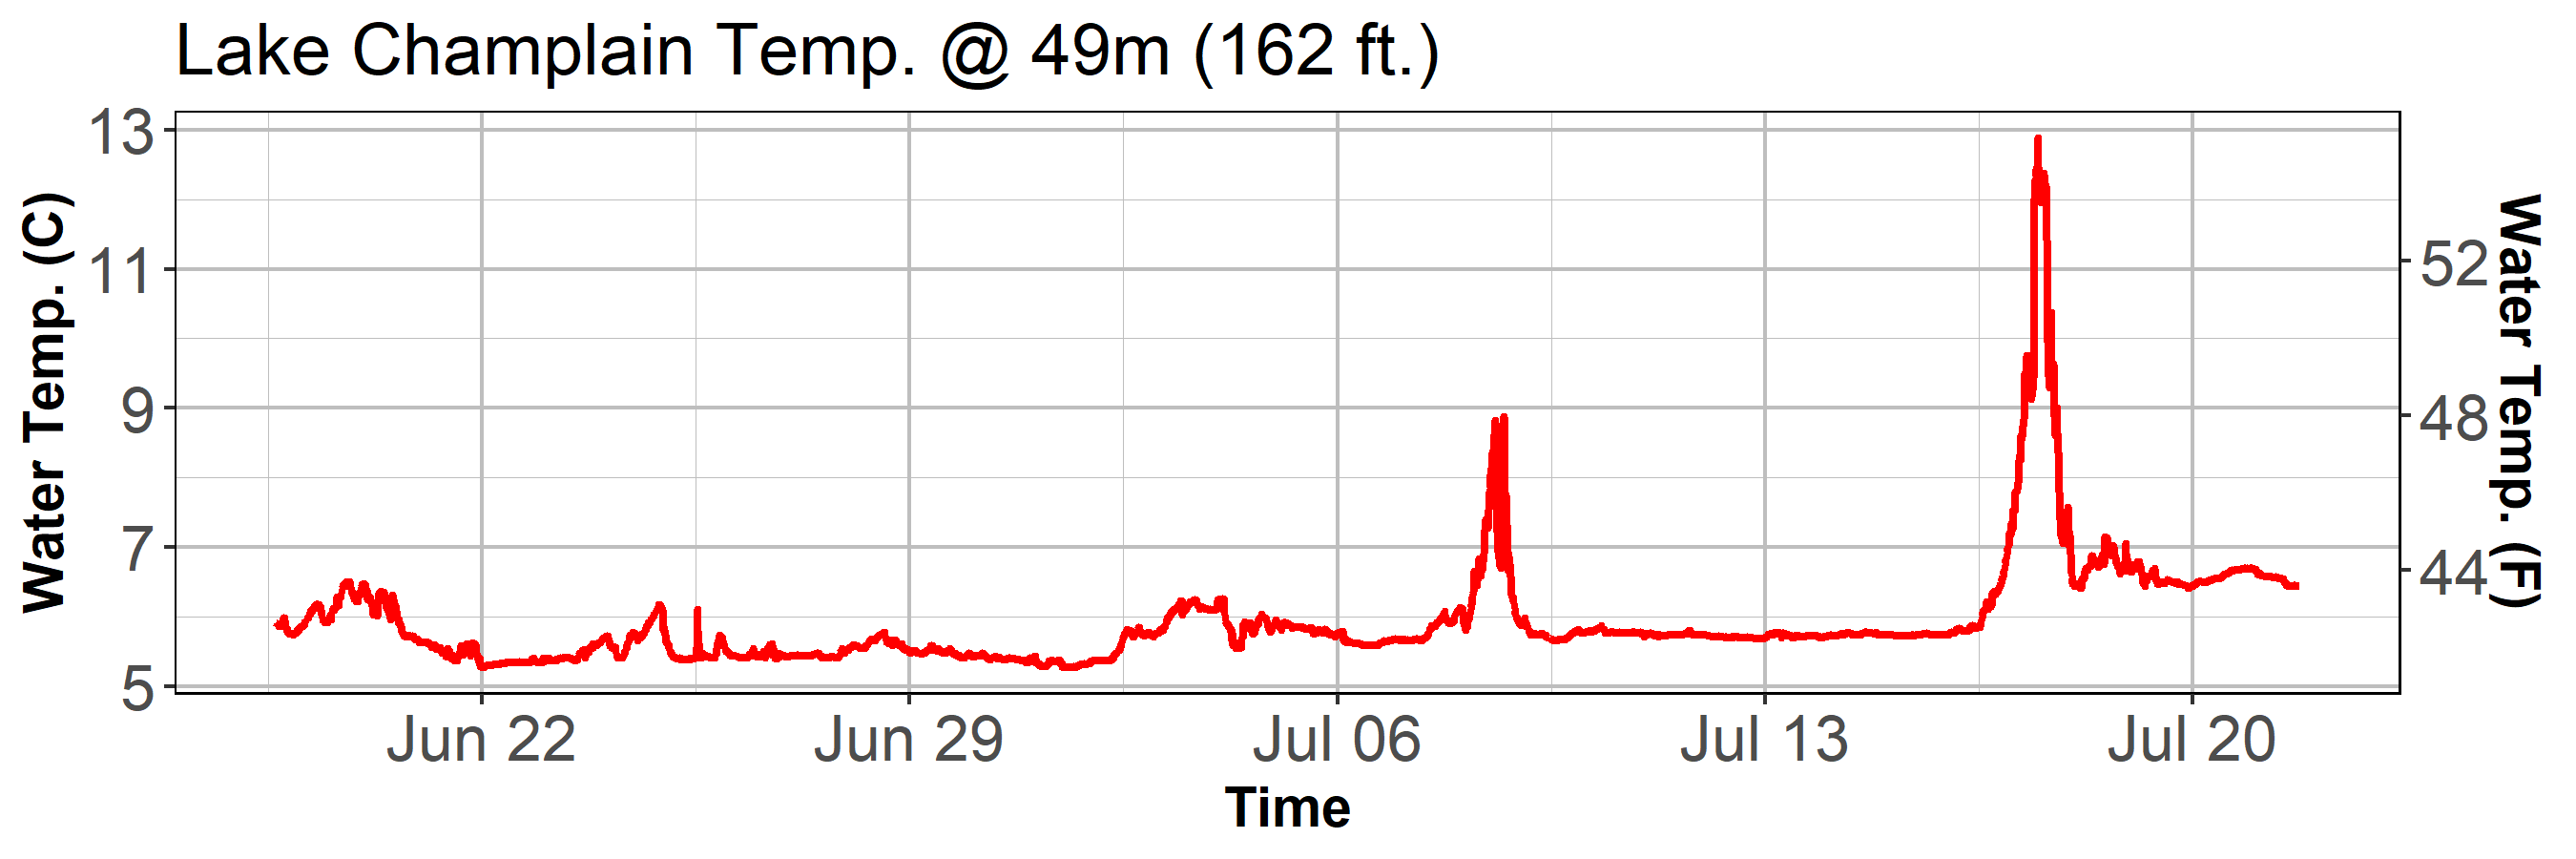 Lake Champlain Temp. @ 49m (162 ft.)
Water Temp. (C)
13
11
9
7
5
52
48
44
Water Temp. (F)
Jun 22
Jun 29
Jul 06
Jul 13
Jul 20
Time